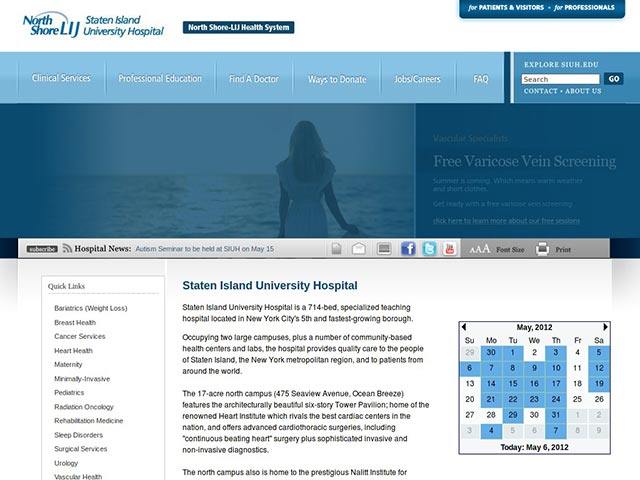 for PATIENTS & VISITORS • for PROFESSIONALS
North Shore LIJ Staten Island University Hospital
North Shore-LIJ Health System
Clinical Services
Professional Education
Find A Doctor
Ways to Donate
Jobs/Careers
FAQ
EXPLORE SIUH.EDU
Search GO
CONTACT • ABOUT US
Vascular Specialists
Free Varicose Vein Screening
Summer is coming. Which means warm weather
and short clothes.
Get ready with a free varicose vein screening
click here to learn more about our free sessions
subscribe Hospital News: Autism Seminar to be held at SIUH on May 15
AAA Font Size Print
Quick Links
Bariatrics (Weight Loss)
Breast Health
Cancer Services
Heart Health
Maternity
Minimally-Invasive
Pediatrics
Radiation Oncology
Rehabilitation Medicine
Sleep Disorders
Surgical Services
Urology
Vascular Health
Staten Island University Hospital
Staten Island University Hospital is a 714-bed, specialized teaching
hospital located in New York City's 5th and fastest-growing borough.
Occupying two large campuses, plus a number of community-based
health centers and labs, the hospital provides quality care to the people
of Staten Island, the New York metropolitan region, and to patients from
around the world.
The 17-acre north campus (475 Seaview Avenue, Ocean Breeze)
features the architecturally beautiful six-story Tower Pavilion; home of the
renowned Heart Institute which rivals the best cardiac centers in the
nation, and offers advanced cardiothoracic surgeries, including
"continuous beating heart" surgery plus sophisticated invasive and
non-invasive diagnostics.
The north campus also is home to the prestigious Nalitt Institute for
May, 2012
Su Mo Tu We Th Fr Sa
29 30 1 2 3 4 5
6 7 8 9 10 11 12
13 14 15 16 17 18 19
20 21 22 23 24 25 26
27 28 29 30 31 1 2
3 4 5 6 7 8 9
Today: May 6, 2012